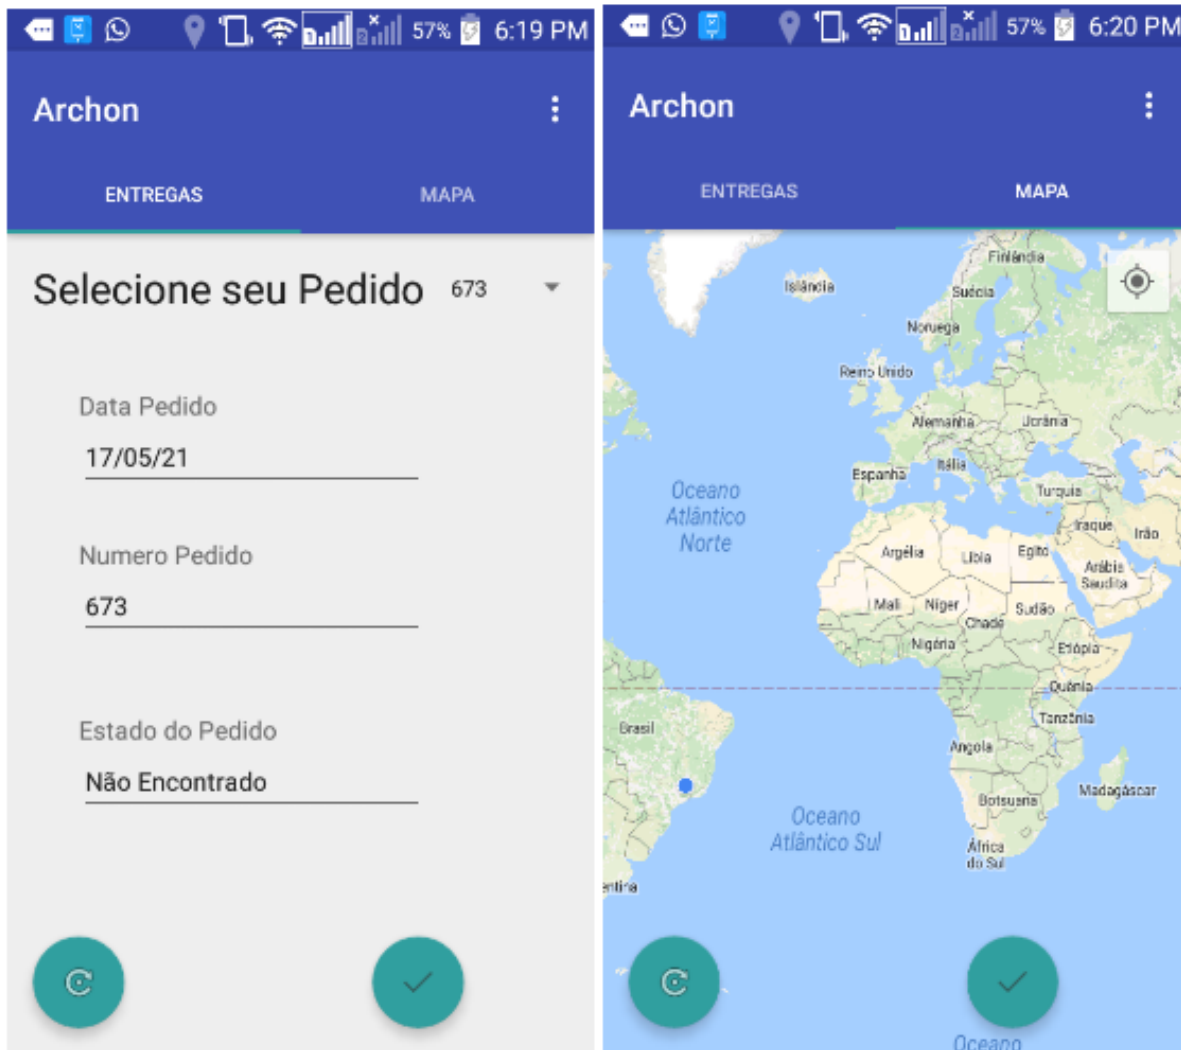 57% 6:19 PM
Archon
ENTREGAS MAPA
Selecione seu Pedido 673
Data Pedido
17/05/21
Numero Pedido
673
Estado do Pedido
Não Encontrado
57% 6:20 PM
Archon
ENTREGAS MAPA
Finlândia
Islândia
Suécia
Noruega
Reino Unido
Alemanha Ucrânia
Itália
Espanha
Turquia
Oceano
Atlântico
Norte
Iraque
Irão
Argélia Líbia Egito
Arábia
Saudita
Mali Níger Chade Sudão
Nigéria Etiópia
Quênia
Brasil Tanzânia
Angola
Botsuana Madagáscar
Oceano
Atlântico Sul
África
do Sul
entina
Oceano